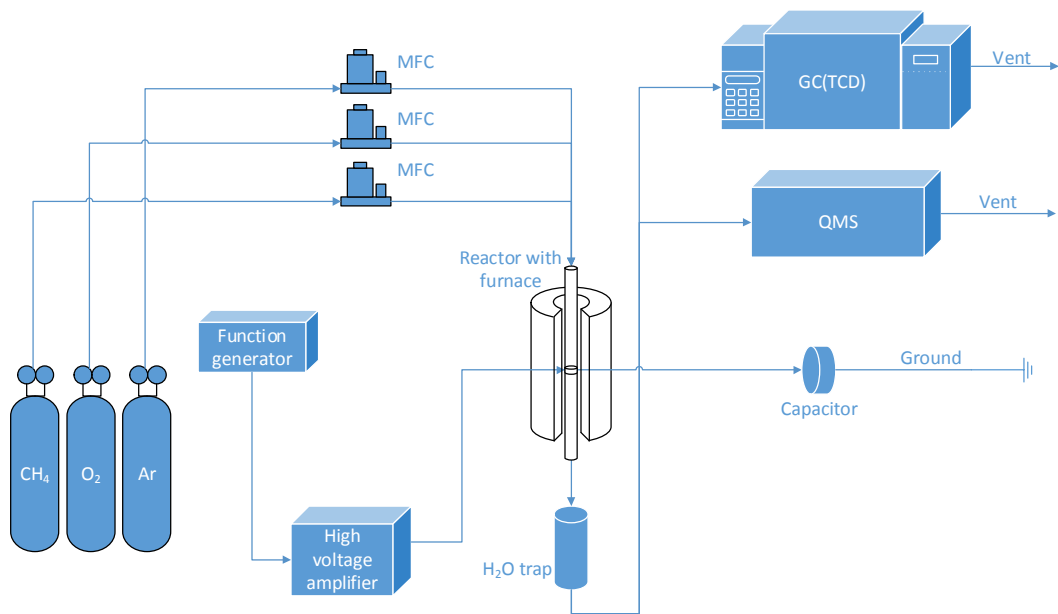 MFC
MFC
MFC
GC(TCD)
Vent
QMS
Vent
Reactor with
furnace
Function
generator
Ground
Capacitor
CH₄
O₂
Ar
High
voltage
amplifier
H₂O trap